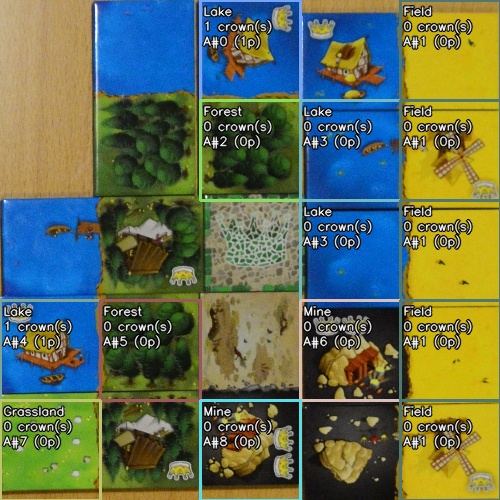 Lake
1 crown(s)
A#0 (1p)
Field
0 crown(s)
A#1 (0p)
Forest
0 crown(s)
A#2 (0p)
Lake
0 crown(s)
A#3 (0p)
Field
0 crown(s)
A#1 (0p)
Lake
0 crown(s)
A#3 (0p)
Field
0 crown(s)
A#1 (0p)
Lake
1 crown(s)
A#4 (1p)
Forest
0 crown(s)
A#5 (0p)
Mine
0 crown(s)
A#6 (0p)
Field
0 crown(s)
A#1 (0p)
Grassland
0 crown(s)
A#7 (0p)
Mine
0 crown(s)
A#8 (0p)
Field
0 crown(s)
A#1 (0p)